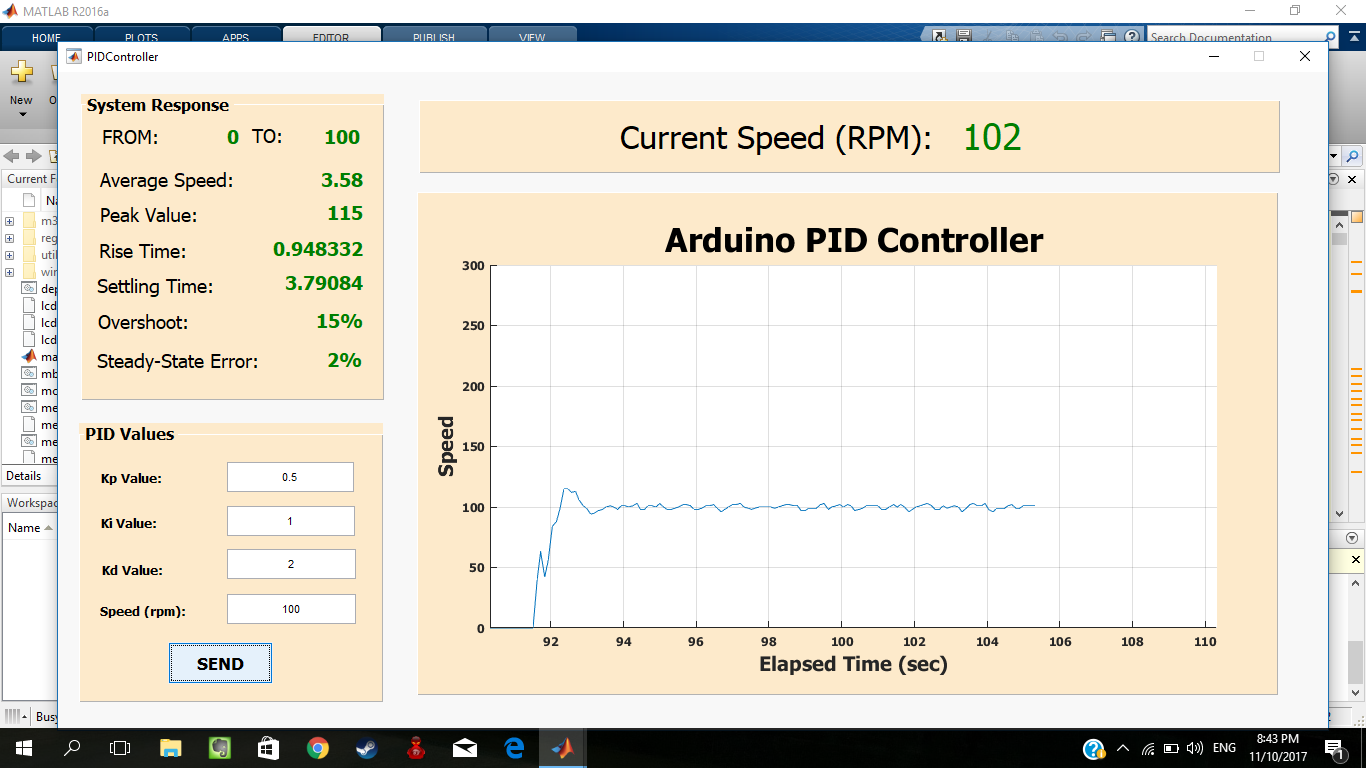 MATLAB R2016a
HOME PLOTS APPS EDITOR PUBLISH VIEW
Search Documentation
PIDController
New
Current F
m3
reg
util
wir
dep
lcd
lcd
lcd
ma
mb
mc
me
me
me
me
Details
Workspac
Name
Busy
System Response
FROM: 0 TO: 100
Average Speed: 3.58
Peak Value: 115
Rise Time: 0.948332
Settling Time: 3.79084
Overshoot: 15%
Steady-State Error: 2%
PID Values
Kp Value: 0.5
Ki Value: 1
Kd Value: 2
Speed (rpm): 100
SEND
Current Speed (RPM): 102
Arduino PID Controller
300
250
200
150
100
50
0
Speed
92 94 96 98 100 102 104 106 108 110
Elapsed Time (sec)
ENG
8:43 PM
11/10/2017
1